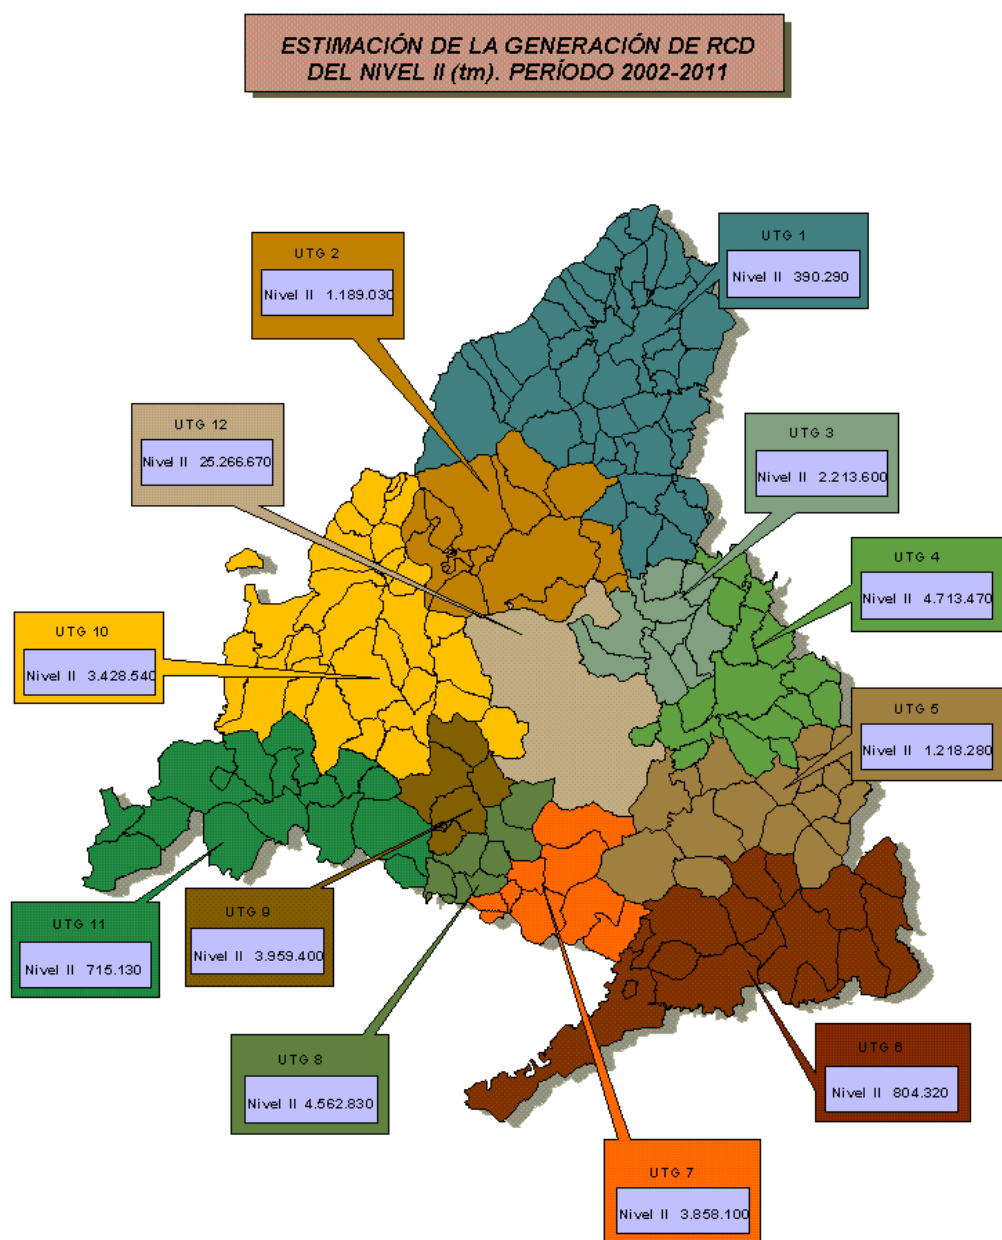 ESTIMACIÓN DE LA GENERACIÓN DE RCD
DEL NIVEL II (tm). PERÍODO 2002-2011
UTG 1
Nivel II 390.290
UTG 2
Nivel II 1.189.030
UTG 12
Nivel II 25.266.670
UTG 3
Nivel II 2.213.600
UTG 4
Nivel II 4.713.470
UTG 10
Nivel II 3.428.540
UTG 5
Nivel II 1.218.280
UTG 11
Nivel II 715.130
UTG 9
Nivel II 3.959.400
UTG 8
Nivel II 4.562.830
UTG 6
Nivel II 804.320
UTG 7
Nivel II 3.858.100